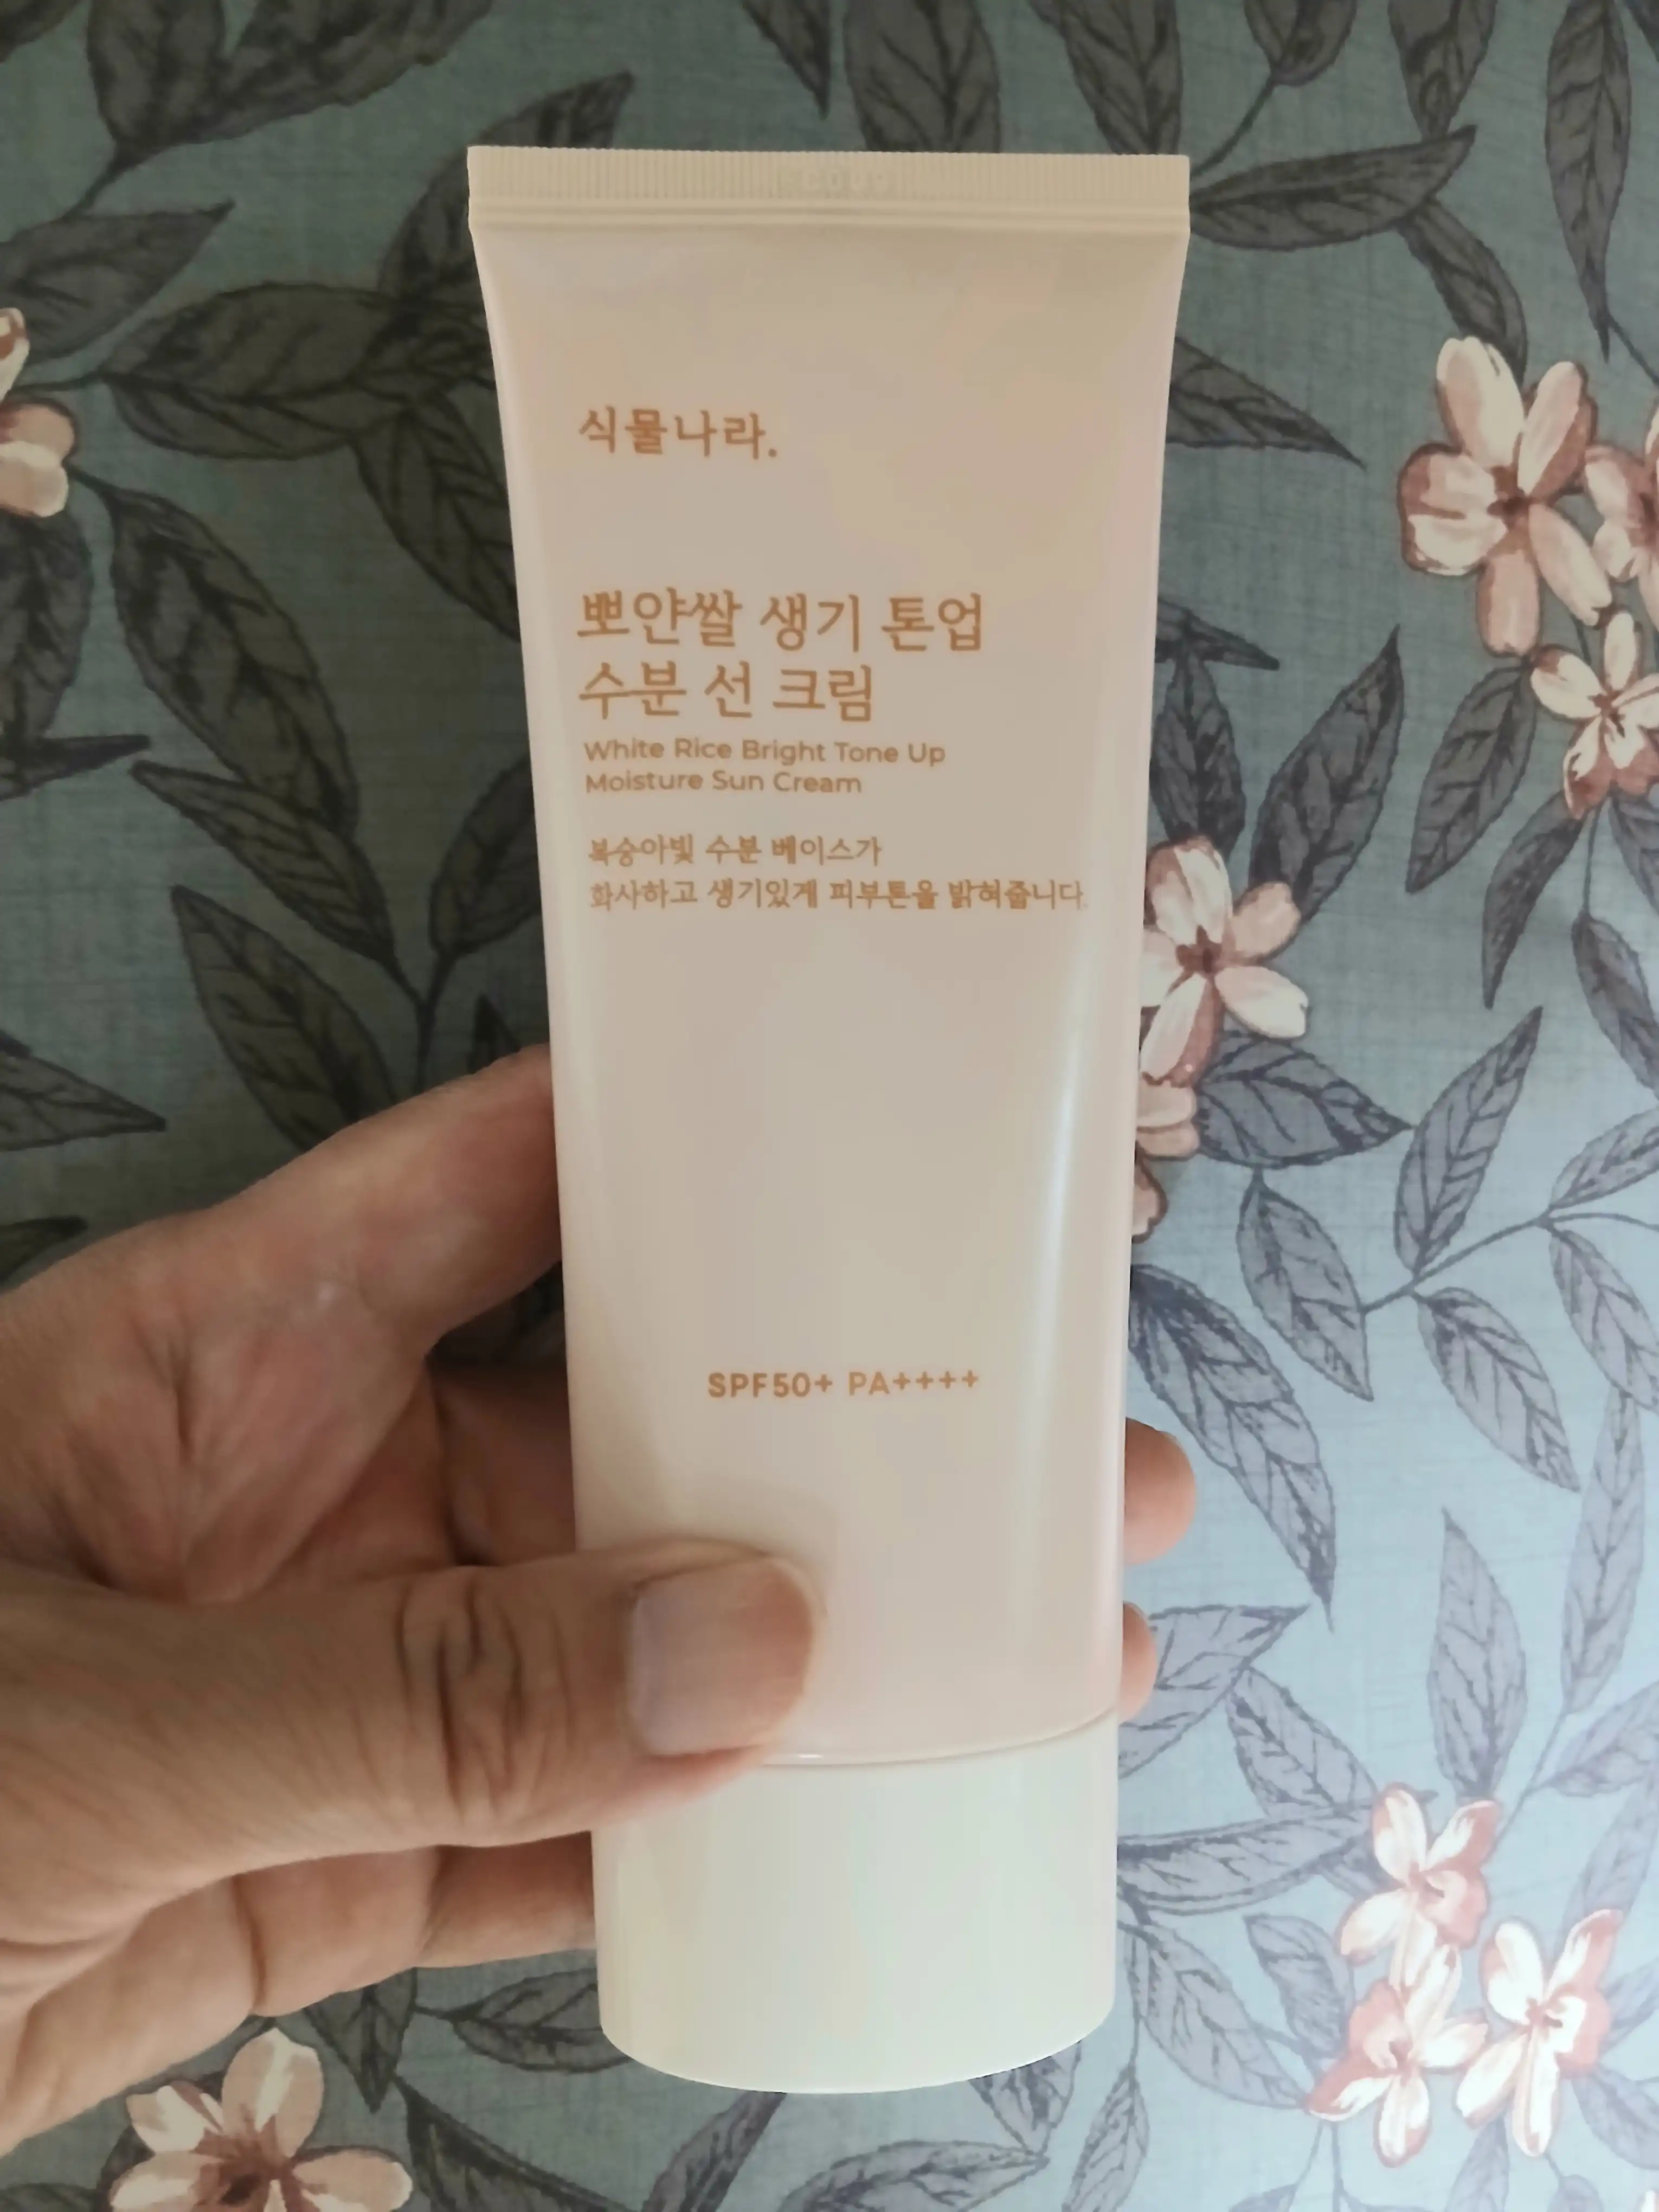 식물나라.
뽀얀쌀 생기 톤업
수분 선 크림
White Rice Bright Tone Up
Moisture Sun Cream
복숭아빛 수분 베이스가
화사하고 생기있게 피부톤을 밝혀줍니다.
SPF50+ PA++++